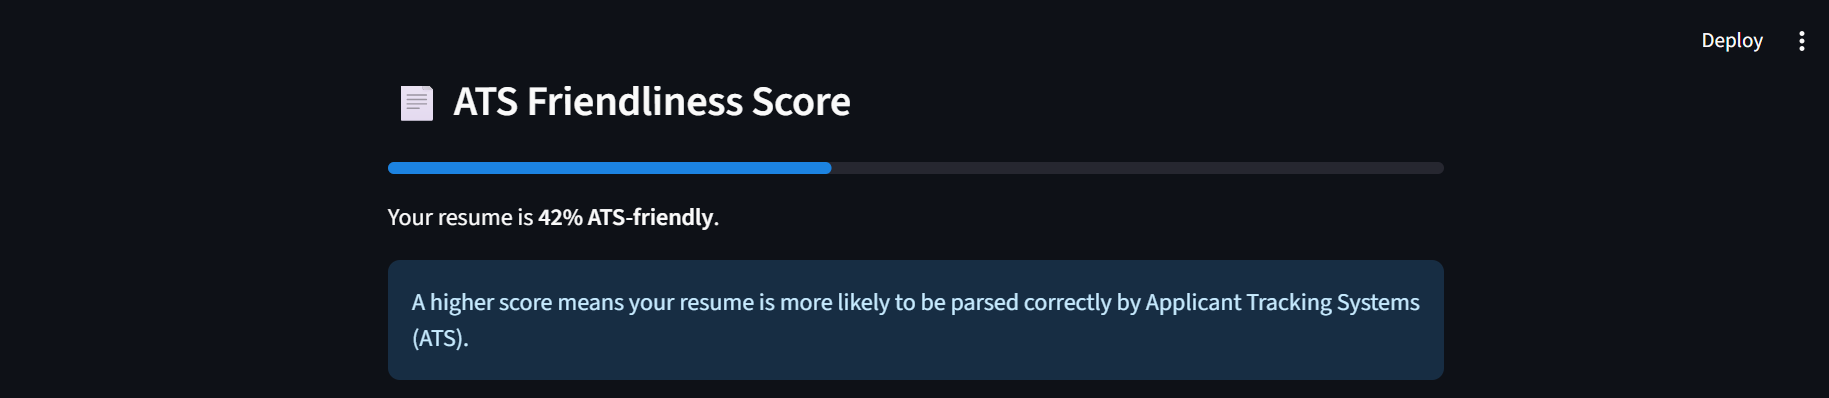 Deploy
ATS Friendliness Score
Your resume is 42% ATS-friendly.
A higher score means your resume is more likely to be parsed correctly by Applicant Tracking Systems
(ATS).